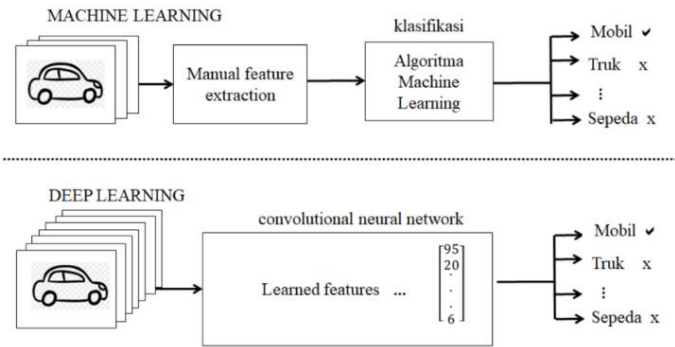 MACHINE LEARNING
klasifikasi
Manual feature
extraction
Algoritma
Machine
Learning
Mobil ✔
Truk x
⋮
Sepeda x
DEEP LEARNING
convolutional neural network
Learned features ...
95
20
.
.
.
6
Mobil ✔
Truk x
⋮
Sepeda x